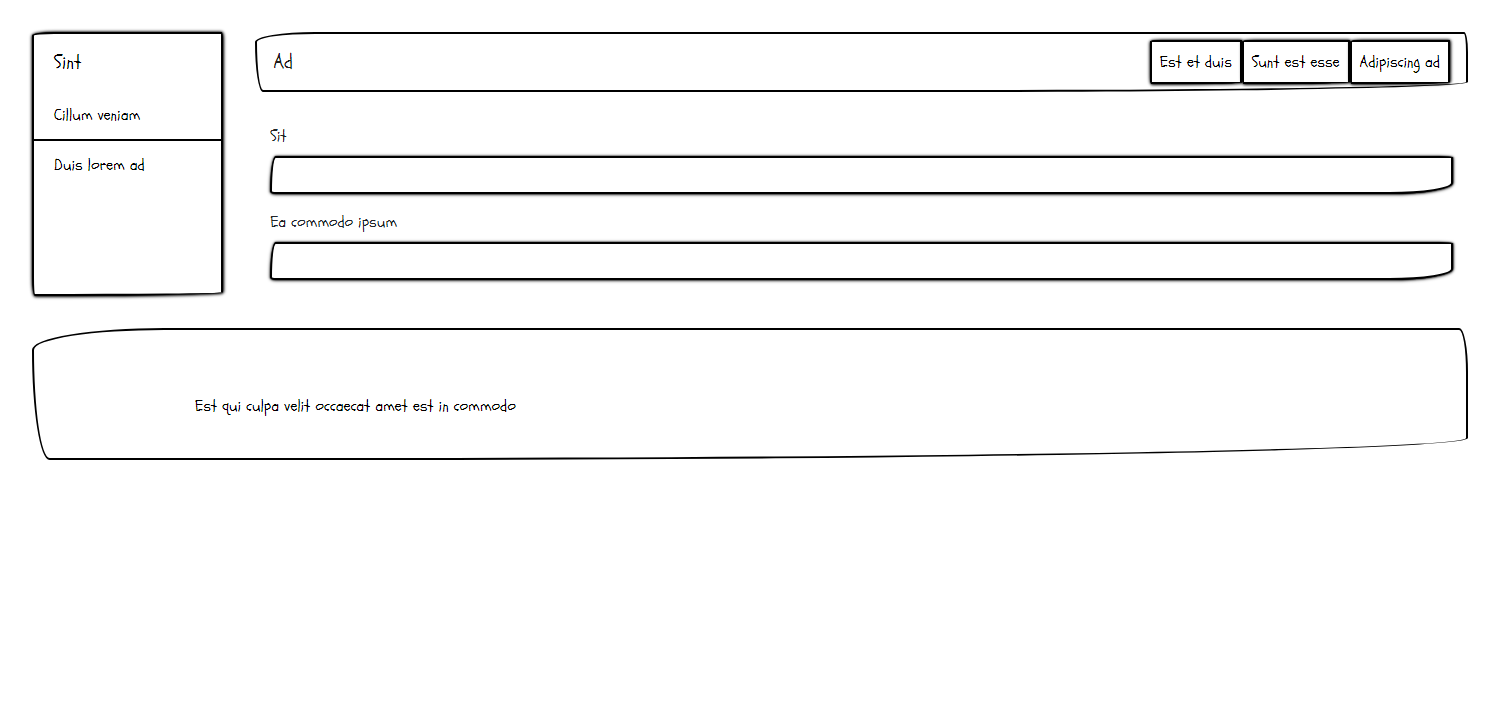 Sint
Cillum veniam
Duis lorem ad
Ad
Est et duis
Sunt est esse
Adipiscing ad
Sit
Ea commodo ipsum
Est qui culpa velit occaecat amet est in commodo